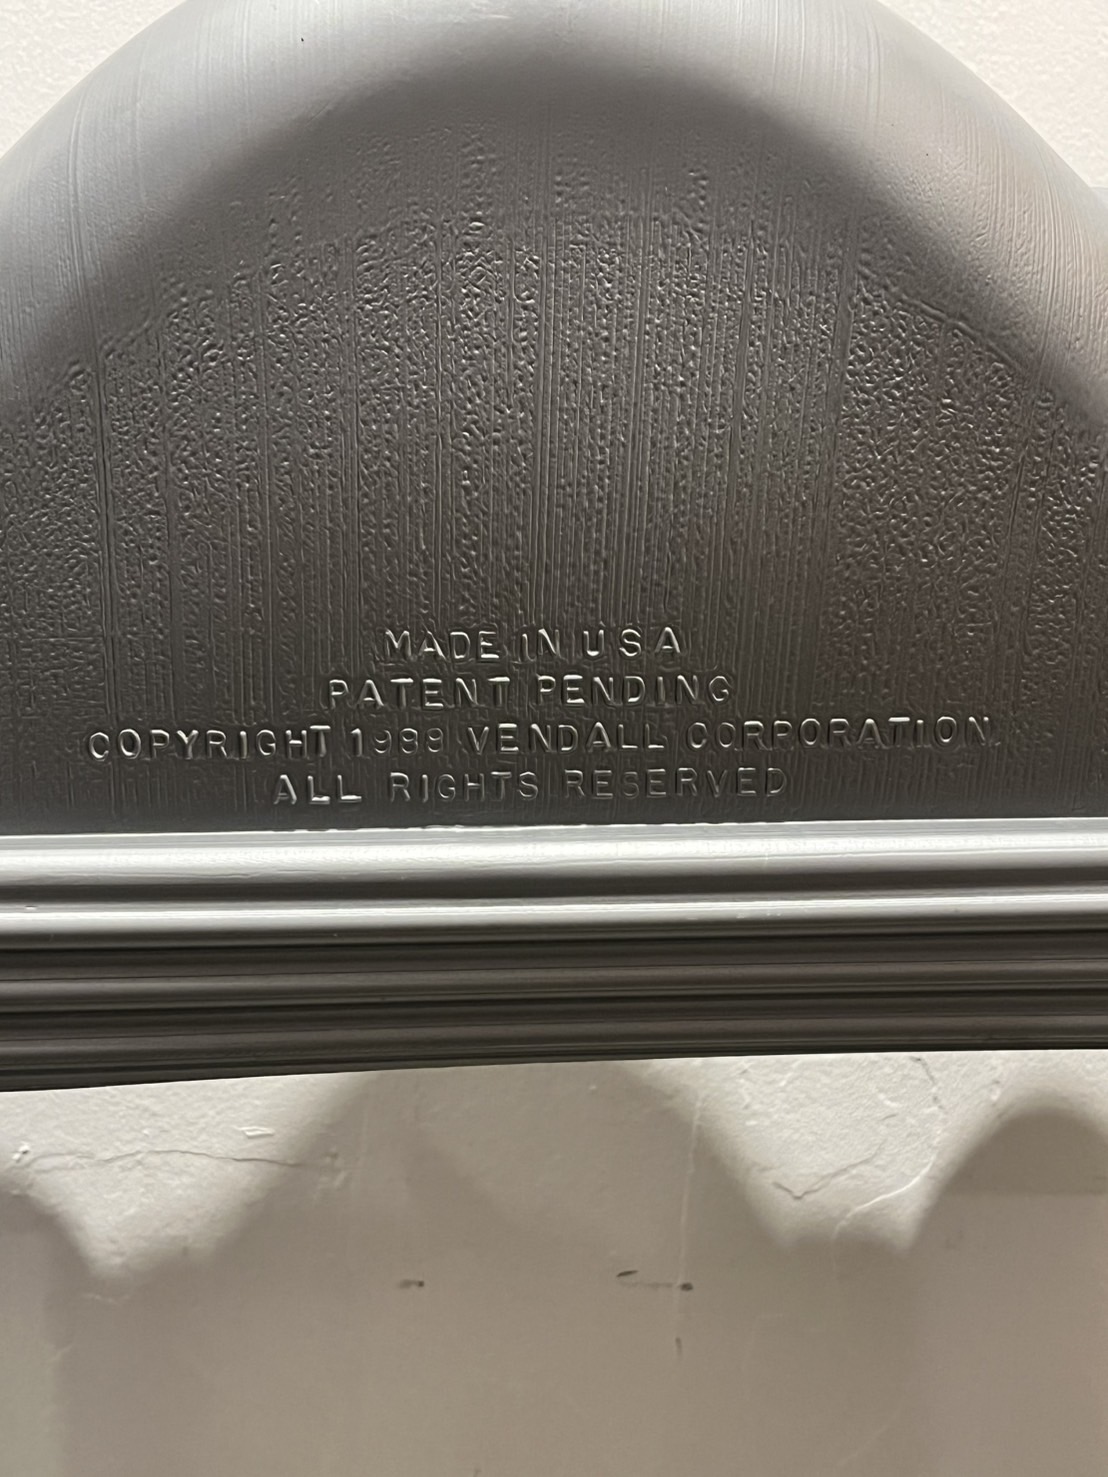 MADE IN USA
PATENT PENDING
COPYRIGHT 1988 VENDALL CORPORATION
ALL RIGHTS RESERVED